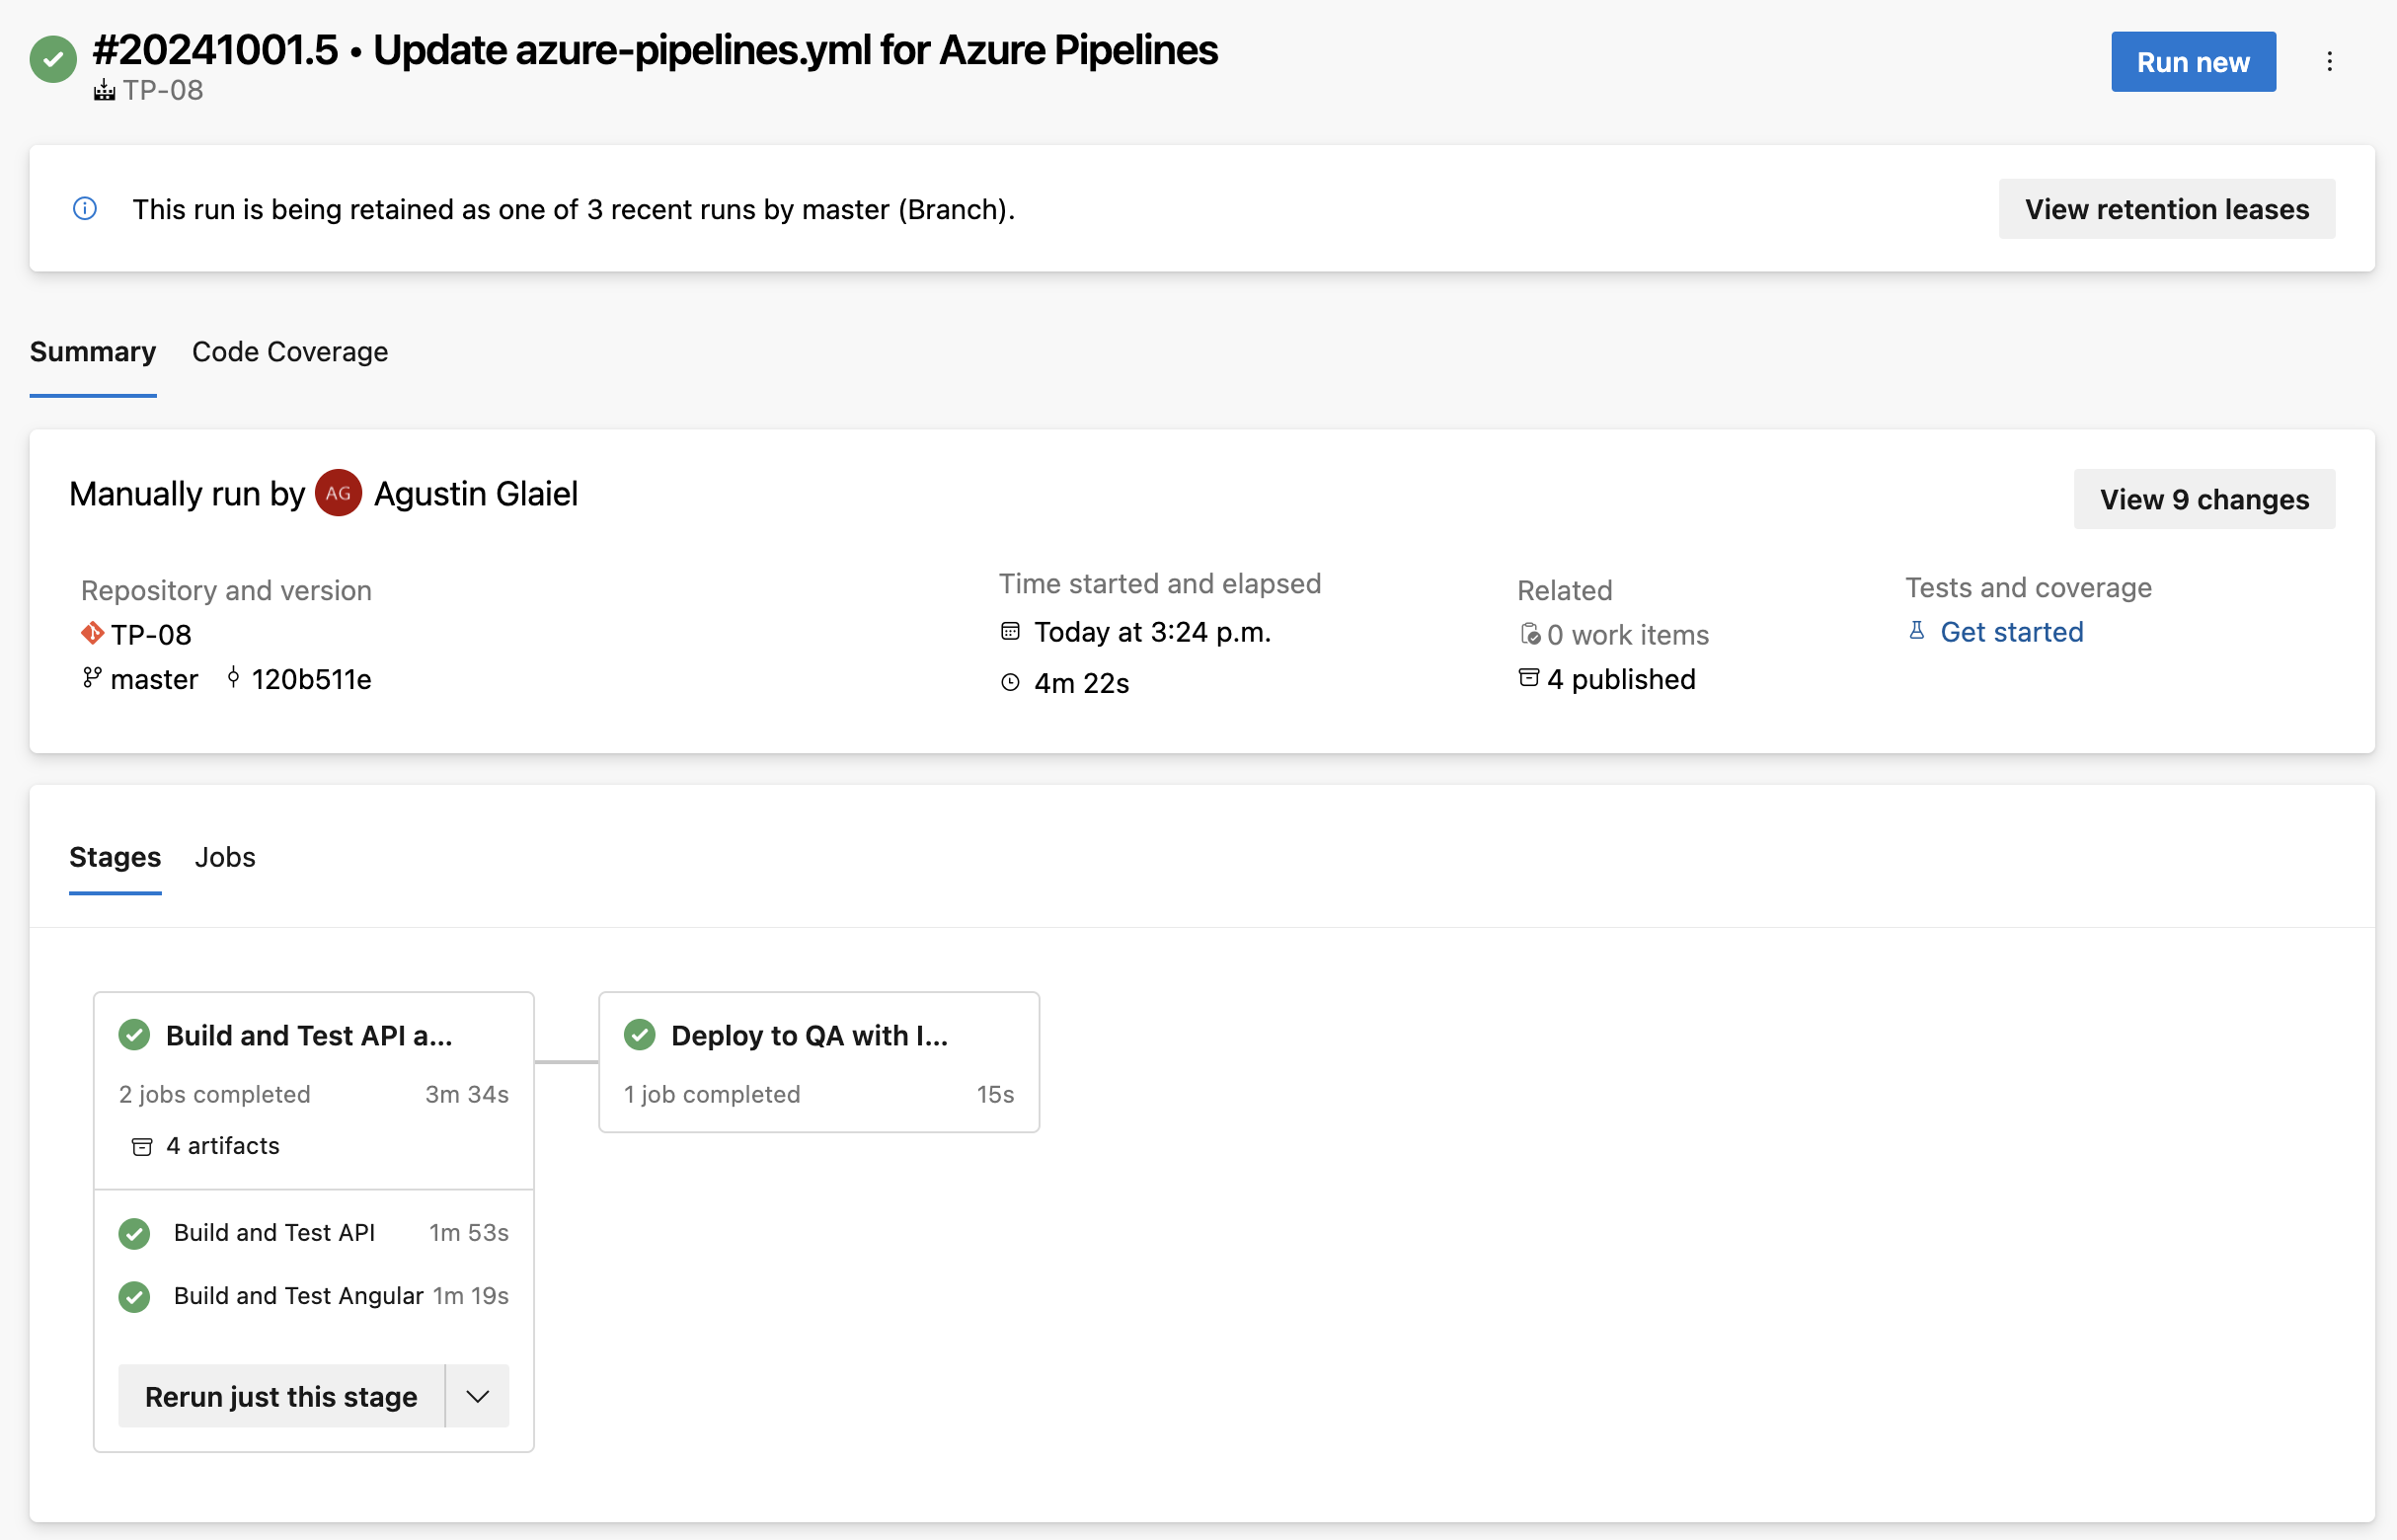 #20241001.5 • Update azure-pipelines.yml for Azure Pipelines
TP-08
Run new
This run is being retained as one of 3 recent runs by master (Branch).
View retention leases
Summary
Code Coverage
Manually run by AG Agustin Glaiel
View 9 changes
Repository and version
TP-08
master 120b511e
Time started and elapsed
Today at 3:24 p.m.
4m 22s
Related
0 work items
4 published
Tests and coverage
Get started
Stages
Jobs
Build and Test API a...
2 jobs completed 3m 34s
4 artifacts
Build and Test API 1m 53s
Build and Test Angular 1m 19s
Rerun just this stage
Deploy to QA with I...
1 job completed 15s